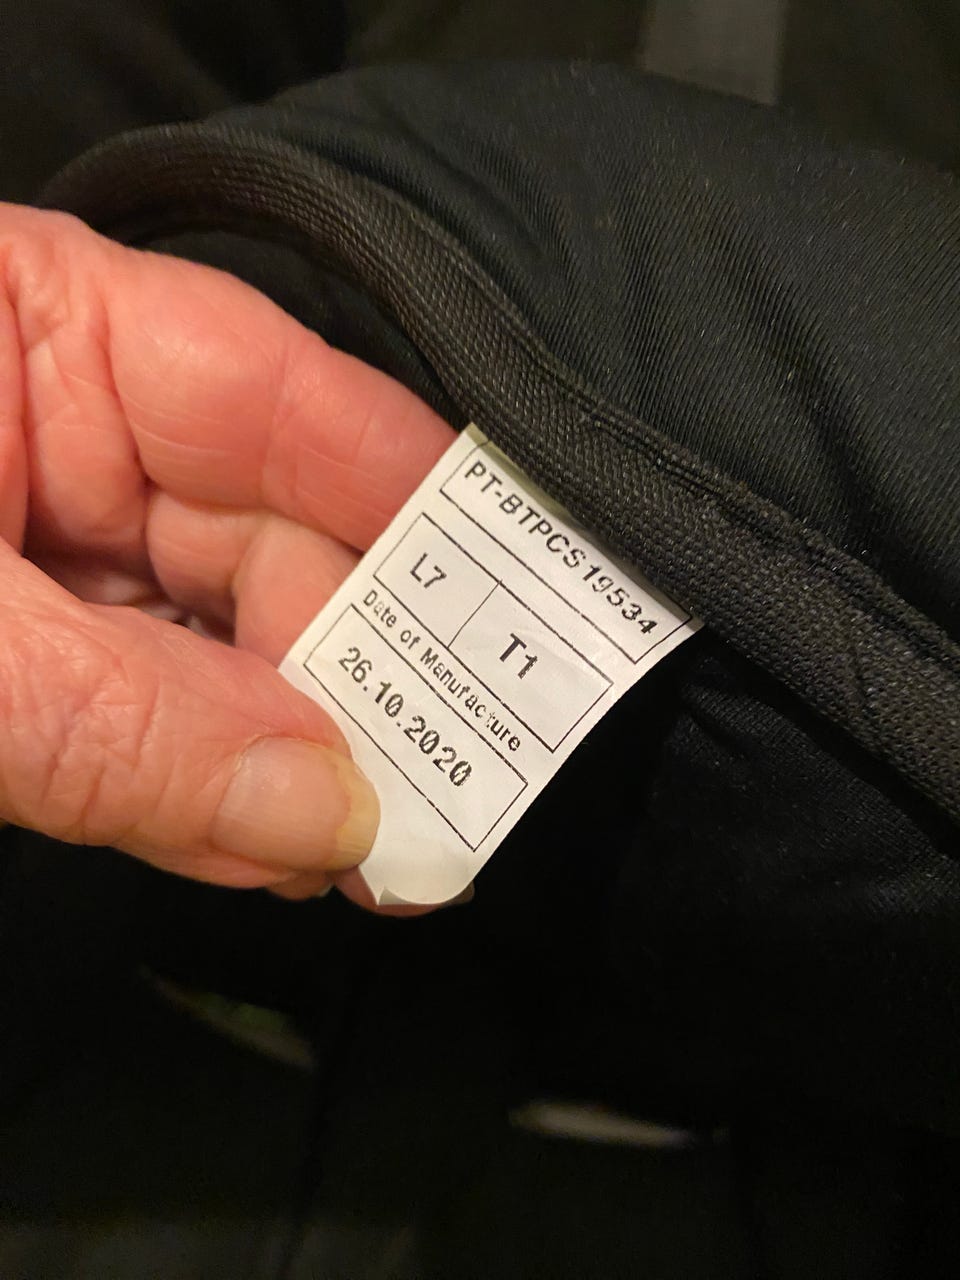 PT-BTPCS19534
L7 T1
Date of Manufacture
26.10.2020